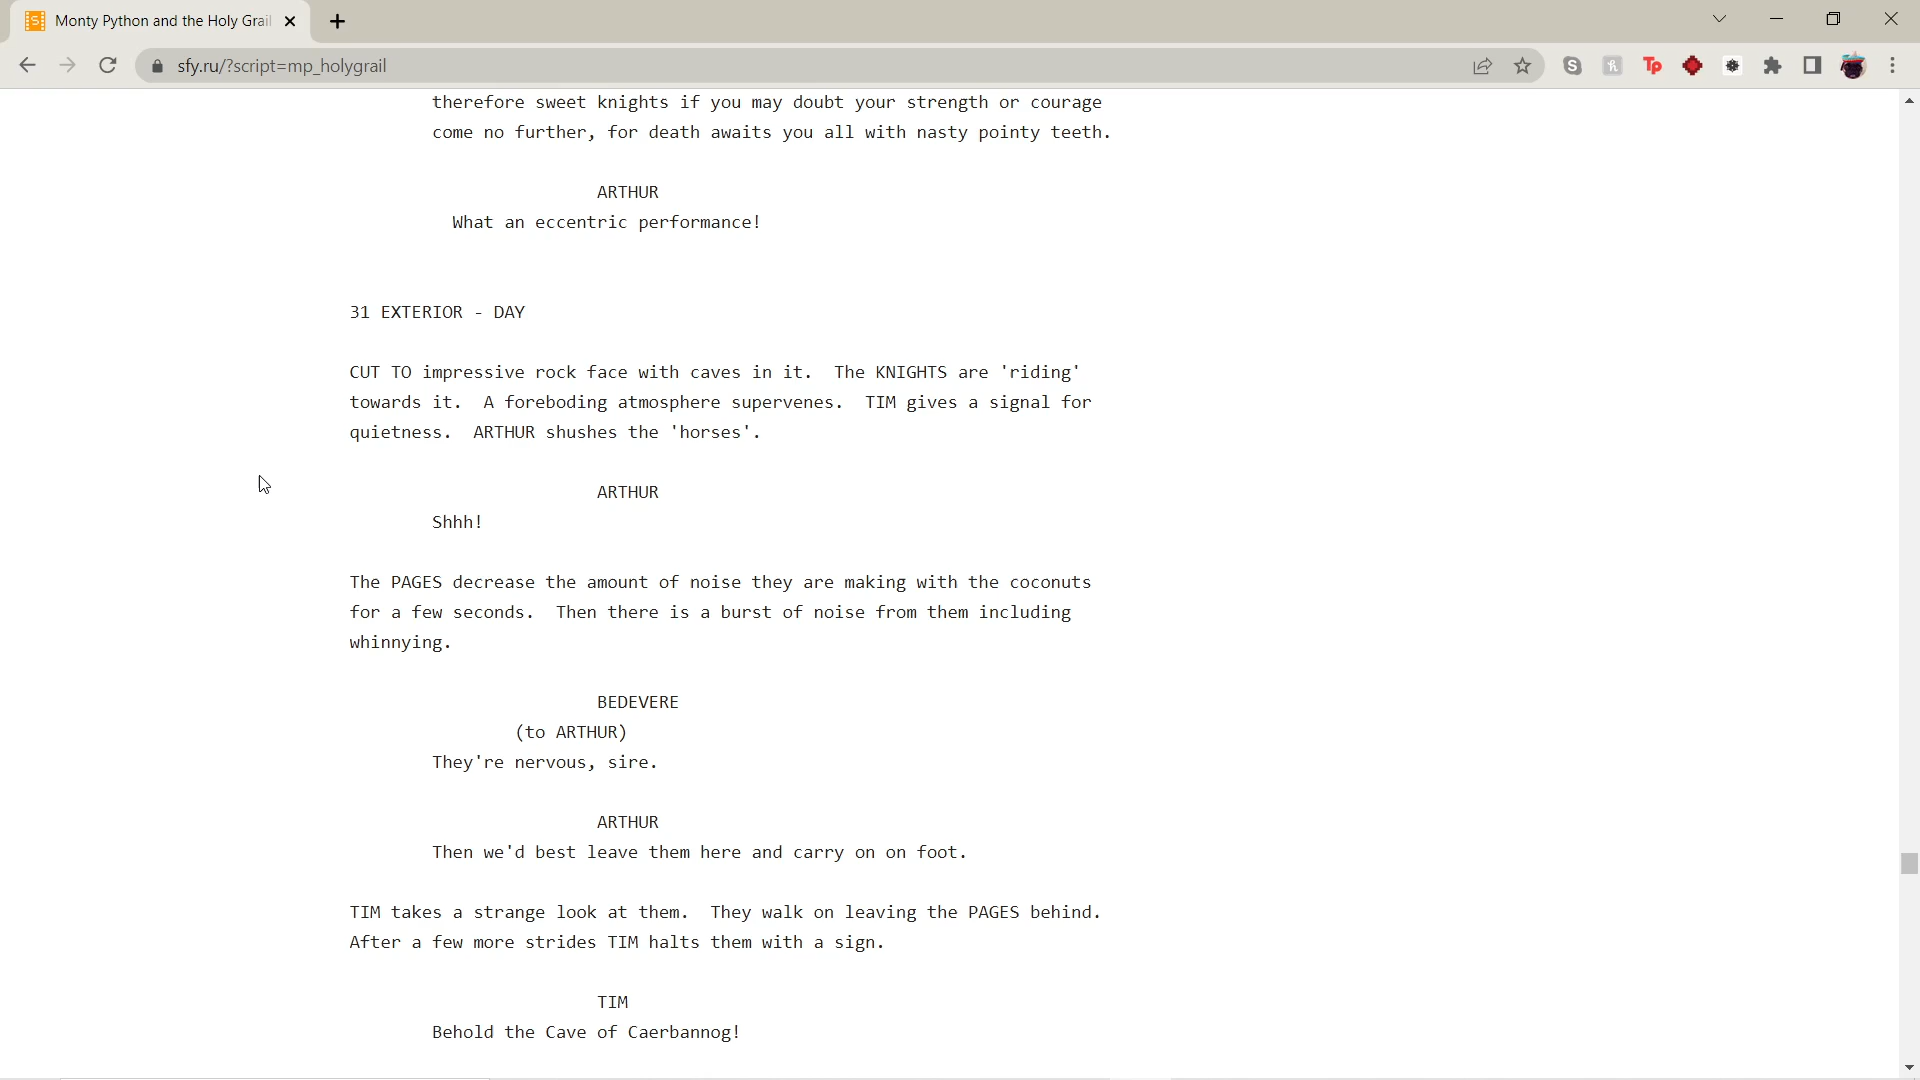 Monty Python and the Holy Grail
sfy.ru/?script=mp_holygrail
therefore sweet knights if you may doubt your strength or courage
come no further, for death awaits you all with nasty pointy teeth.
ARTHUR
What an eccentric performance!
31 EXTERIOR - DAY
CUT TO impressive rock face with caves in it.  The KNIGHTS are 'riding'
towards it.  A foreboding atmosphere supervenes.  TIM gives a signal for
quietness.  ARTHUR shushes the 'horses'.
ARTHUR
Shhh!
The PAGES decrease the amount of noise they are making with the coconuts
for a few seconds.  Then there is a burst of noise from them including
whinnying.
BEDEVERE
(to ARTHUR)
They're nervous, sire.
ARTHUR
Then we'd best leave them here and carry on on foot.
TIM takes a strange look at them.  They walk on leaving the PAGES behind.
After a few more strides TIM halts them with a sign.
TIM
Behold the Cave of Caerbannog!